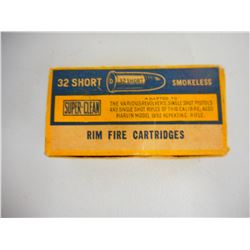 32 SHORT
SMOKELESS
SUPER-CLEAN
ADAPTED TO
THE VARIOUS REVOLVERS, SINGLE SHOT PISTOLS
AND SINGLE SHOT RIFLES OF THIS CALIBRE; ALSO
MARLIN MODEL 1892 REPEATING RIFLE.
RIM FIRE CARTRIDGES